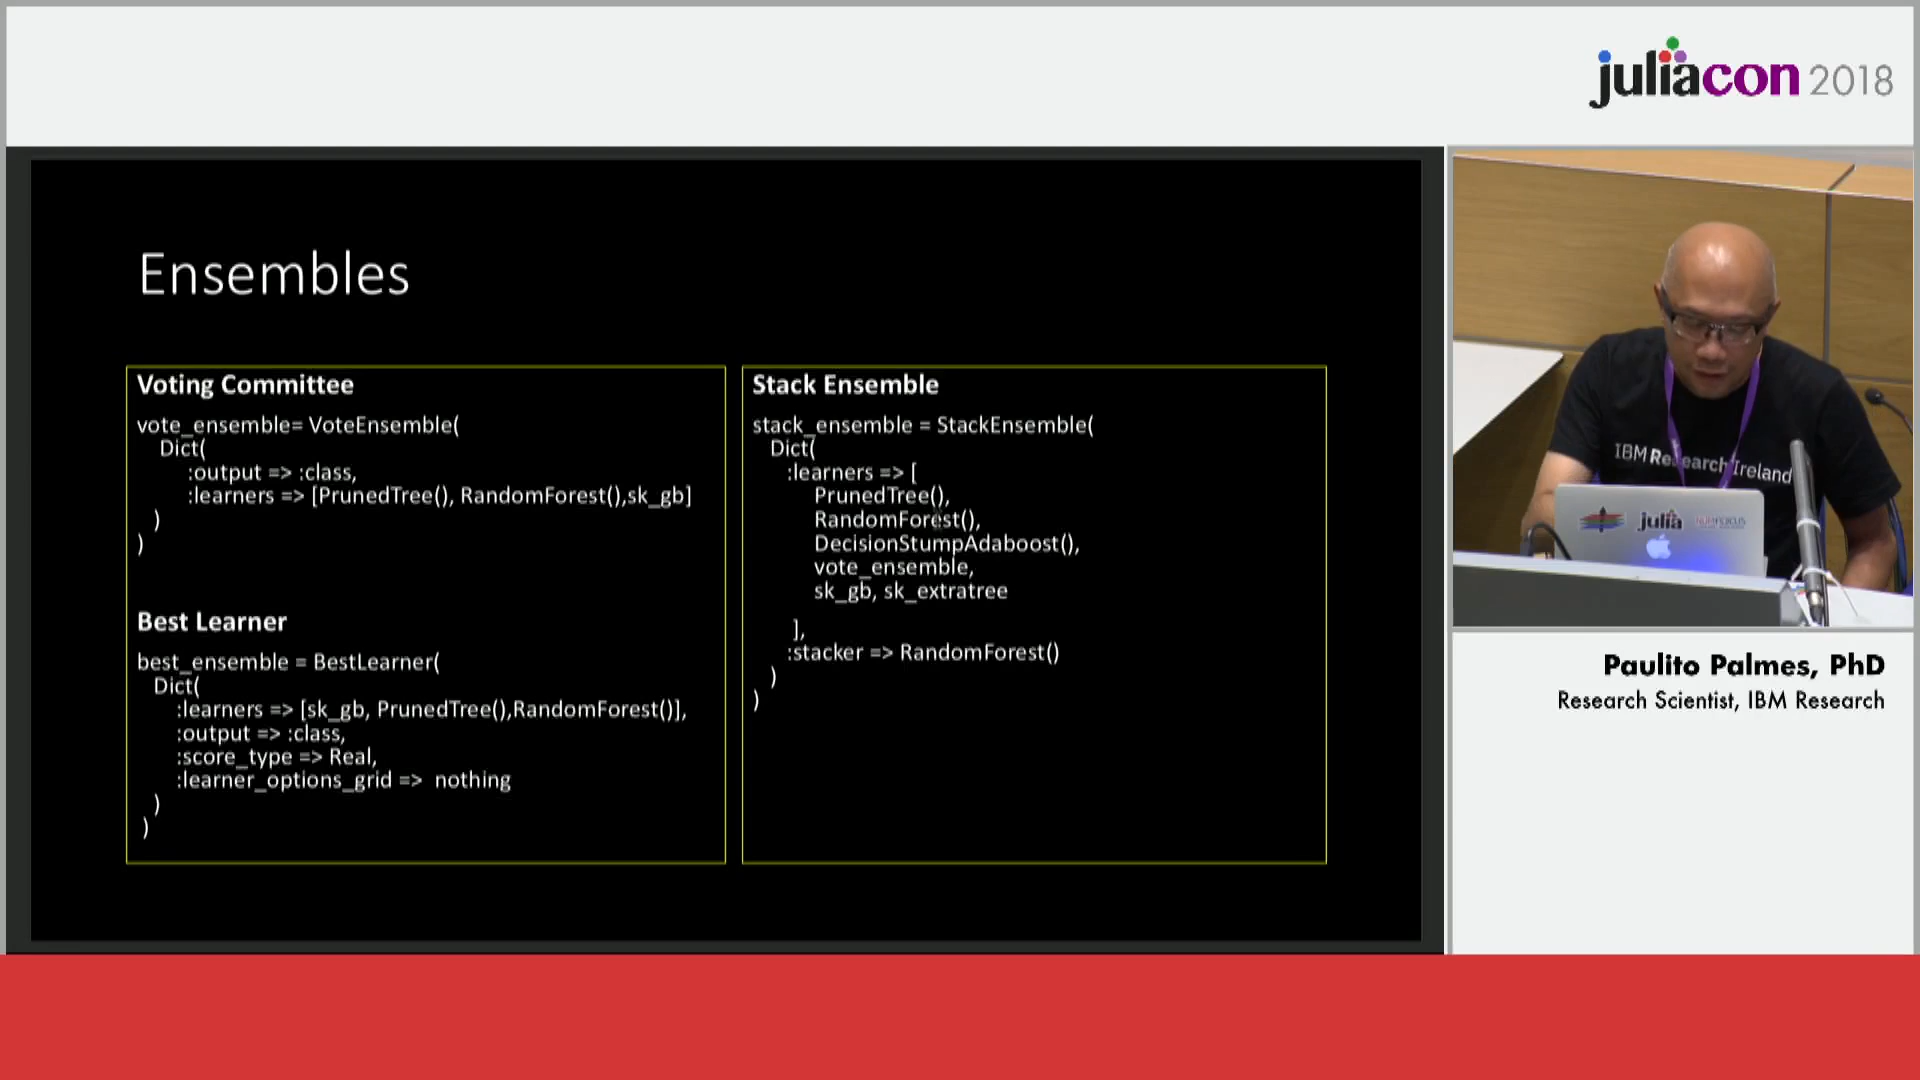 juliacon 2018
Ensembles
Voting Committee
vote_ensemble= VoteEnsemble(
Dict(
:output => :class,
:learners => [PrunedTree(), RandomForest(),sk_gb]
)
)
Best Learner
best_ensemble = BestLearner(
Dict(
:learners => [sk_gb, PrunedTree(),RandomForest()],
:output => :class,
:score_type => Real,
:learner_options_grid => nothing
)
)
Stack Ensemble
stack_ensemble = StackEnsemble(
Dict(
:learners => [
PrunedTree(),
RandomForest(),
DecisionStumpAdaboost(),
vote_ensemble,
sk_gb, sk_extratree
],
:stacker => RandomForest()
)
)
IBM Research Ireland
julia
NUMFOCUS
Paulito Palmes, PhD
Research Scientist, IBM Research